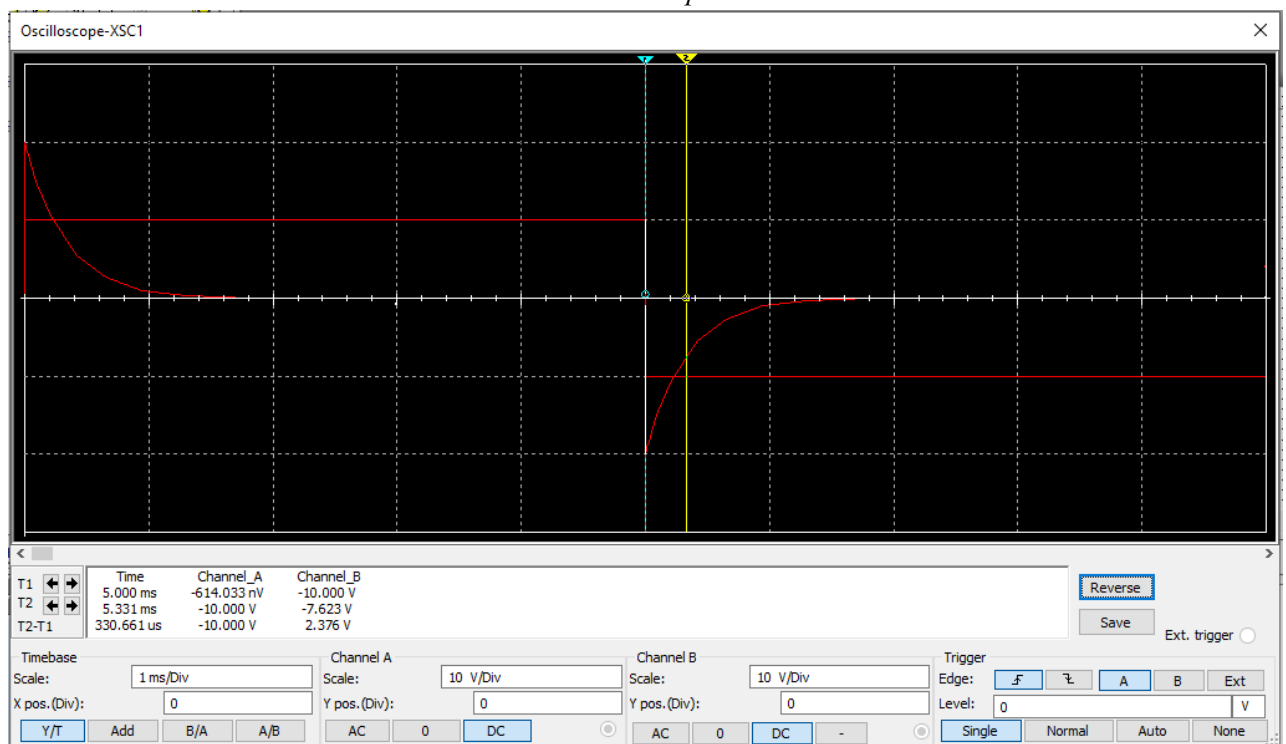 Oscilloscope-XSC1
2
T1
T2
T2-T1
Time Channel_A Channel_B
5.000 ms -614.033 nV -10.000 V
5.331 ms -10.000 V -7.623 V
330.661 us -10.000 V 2.376 V
Reverse
Save
Ext. trigger
Timebase
Scale: 1 ms/Div
X pos.(Div): 0
Y/T Add B/A A/B
Channel A
Scale: 10 V/Div
Y pos.(Div): 0
AC 0 DC
Channel B
Scale: 10 V/Div
Y pos.(Div): 0
AC 0 DC -
Trigger
Edge: A B Ext
Level: 0 V
Single Normal Auto None